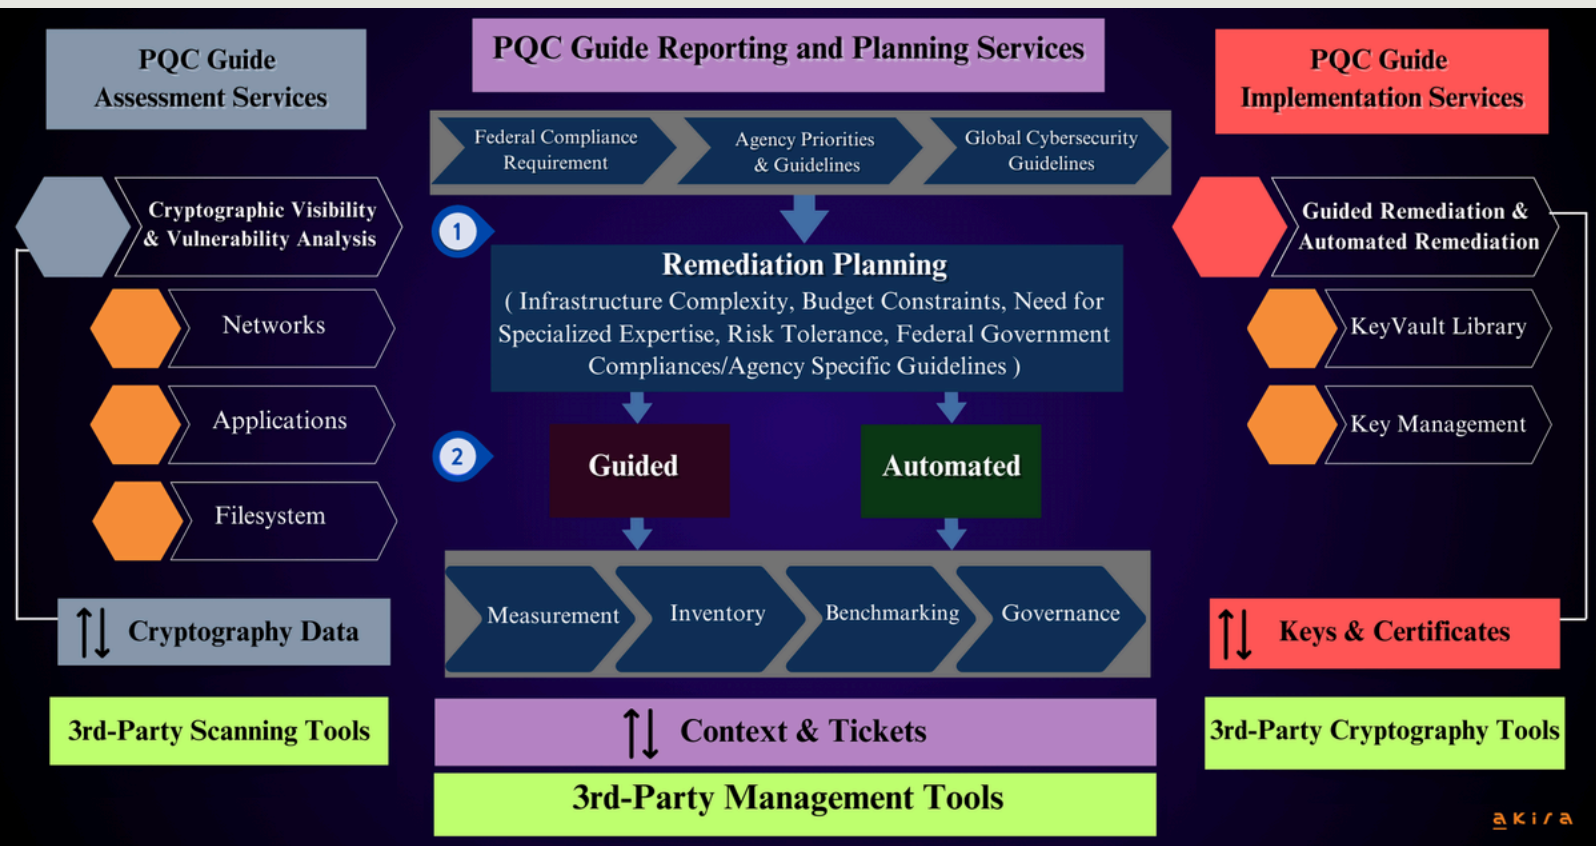 PQC Guide
Assessment Services
Cryptographic Visibility
& Vulnerability Analysis
Networks
Applications
Filesystem
Cryptography Data
3rd-Party Scanning Tools
PQC Guide Reporting and Planning Services
Federal Compliance
Requirement
Agency Priorities
& Guidelines
Global Cybersecurity
Guidelines
1
Remediation Planning
( Infrastructure Complexity, Budget Constraints, Need for
Specialized Expertise, Risk Tolerance, Federal Government
Compliances/Agency Specific Guidelines )
2
Guided
Automated
Measurement
Inventory
Benchmarking
Governance
Context & Tickets
3rd-Party Management Tools
PQC Guide
Implementation Services
Guided Remediation &
Automated Remediation
KeyVault Library
Key Management
Keys & Certificates
3rd-Party Cryptography Tools
akira